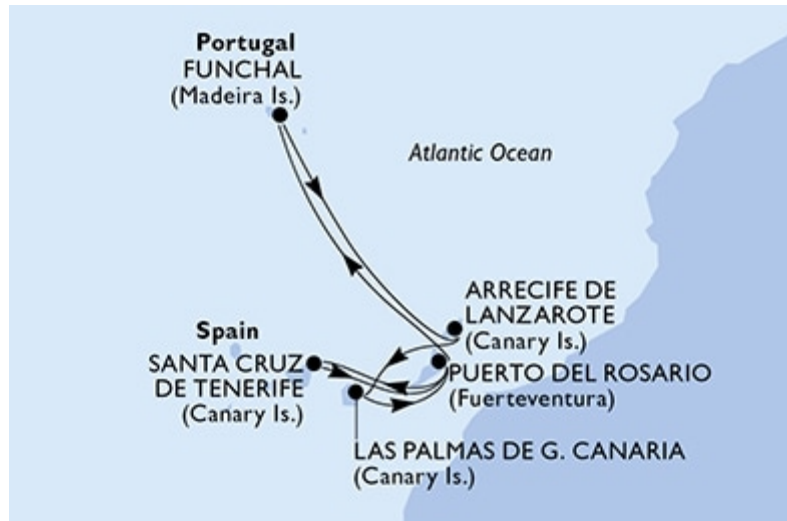 Portugal
FUNCHAL
(Madeira Is.)
Atlantic Ocean
ARRECIFE DE
LANZAROTE
(Canary Is.)
Spain
SANTA CRUZ
DE TENERIFE
(Canary Is.)
PUERTO DEL ROSARIO
(Fuerteventura)
LAS PALMAS DE G. CANARIA
(Canary Is.)